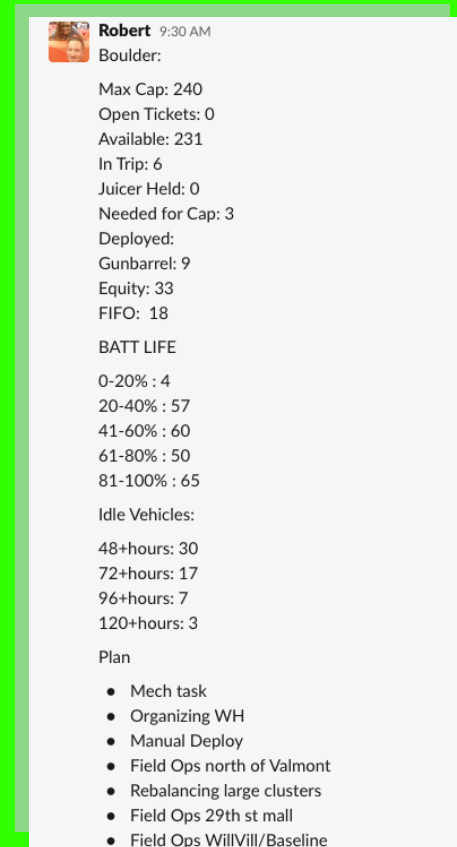 Robert 9:30 AM
Boulder:
Max Cap: 240
Open Tickets: 0
Available: 231
In Trip: 6
Juicer Held: 0
Needed for Cap: 3
Deployed:
Gunbarrel: 9
Equity: 33
FIFO: 18
BATT LIFE
0-20% : 4
20-40% : 57
41-60% : 60
61-80% : 50
81-100% : 65
Idle Vehicles:
48+hours: 30
72+hours: 17
96+hours: 7
120+hours: 3
Plan
● Mech task
● Organizing WH
● Manual Deploy
● Field Ops north of Valmont
● Rebalancing large clusters
● Field Ops 29th st mall
● Field Ops WillVill/Baseline